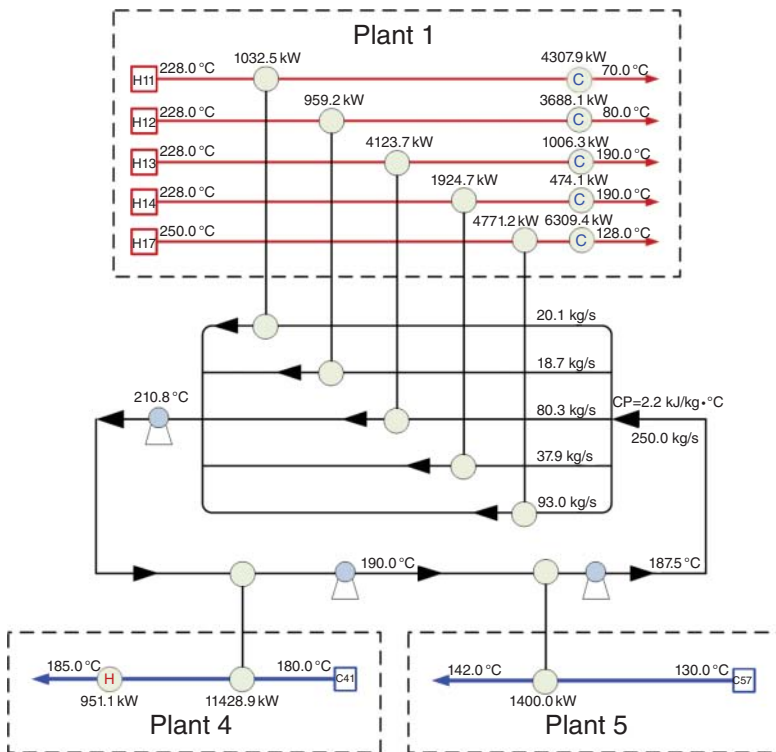 Plant 1
1032.5 kW
4307.9 kW
H11
228.0 °C
C
70.0 °C
959.2 kW
3688.1 kW
H12
228.0 °C
C
80.0 °C
4123.7 kW
1006.3 kW
H13
228.0 °C
C
190.0 °C
1924.7 kW
474.1 kW
H14
228.0 °C
C
190.0 °C
4771.2 kW
6309.4 kW
H17
250.0 °C
C
128.0 °C
20.1 kg/s
18.7 kg/s
210.8 °C
80.3 kg/s
CP=2.2 kJ/kg•°C
250.0 kg/s
37.9 kg/s
93.0 kg/s
190.0 °C
187.5 °C
185.0 °C
H
180.0 °C
C41
951.1 kW
11428.9 kW
Plant 4
142.0 °C
130.0 °C
C57
1400.0 kW
Plant 5